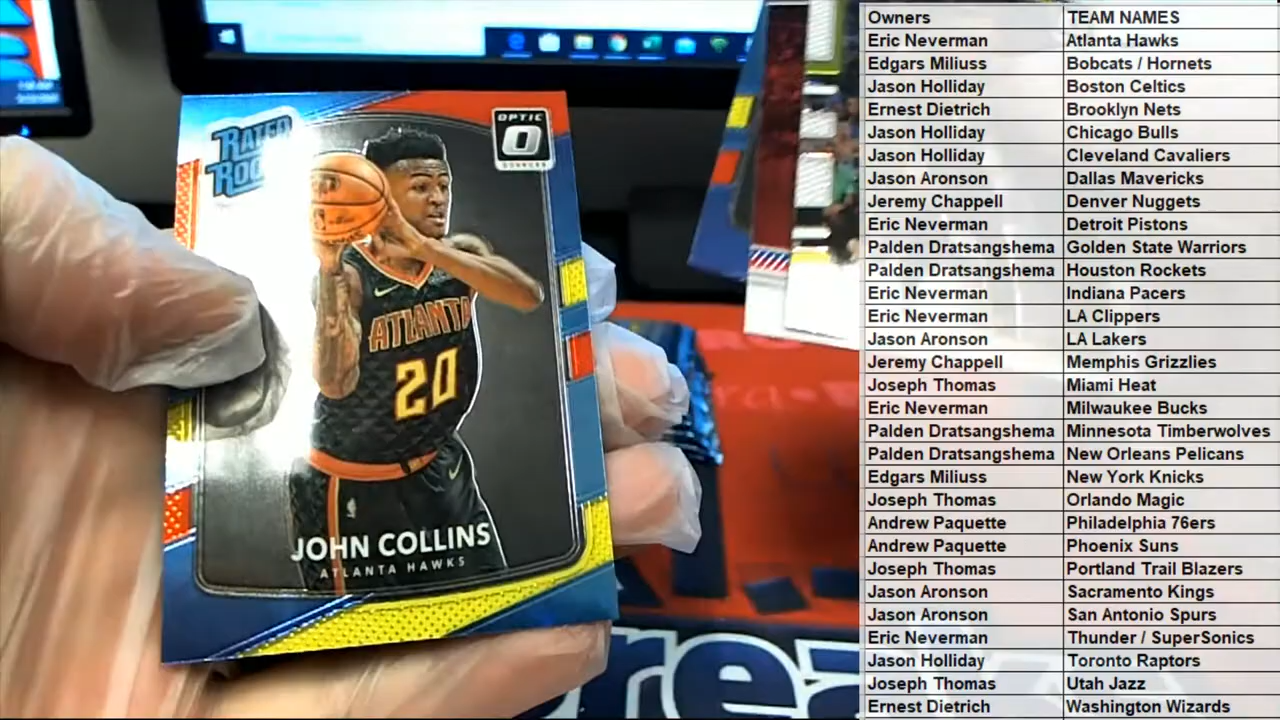 RATED
OPTIC
O
DONRUSS
ATLANTA
20
JOHN COLLINS
ATLANTA HAWKS
Owners TEAM NAMES
Eric Neverman Atlanta Hawks
Edgars Miliuss Bobcats / Hornets
Jason Holliday Boston Celtics
Ernest Dietrich Brooklyn Nets
Jason Holliday Chicago Bulls
Jason Holliday Cleveland Cavaliers
Jason Aronson Dallas Mavericks
Jeremy Chappell Denver Nuggets
Eric Neverman Detroit Pistons
Palden Dratsangshema Golden State Warriors
Palden Dratsangshema Houston Rockets
Eric Neverman Indiana Pacers
Eric Neverman LA Clippers
Jason Aronson LA Lakers
Jeremy Chappell Memphis Grizzlies
Joseph Thomas Miami Heat
Eric Neverman Milwaukee Bucks
Palden Dratsangshema Minnesota Timberwolves
Palden Dratsangshema New Orleans Pelicans
Edgars Miliuss New York Knicks
Joseph Thomas Orlando Magic
Andrew Paquette Philadelphia 76ers
Andrew Paquette Phoenix Suns
Joseph Thomas Portland Trail Blazers
Jason Aronson Sacramento Kings
Jason Aronson San Antonio Spurs
Eric Neverman Thunder / SuperSonics
Jason Holliday Toronto Raptors
Joseph Thomas Utah Jazz
Ernest Dietrich Washington Wizards